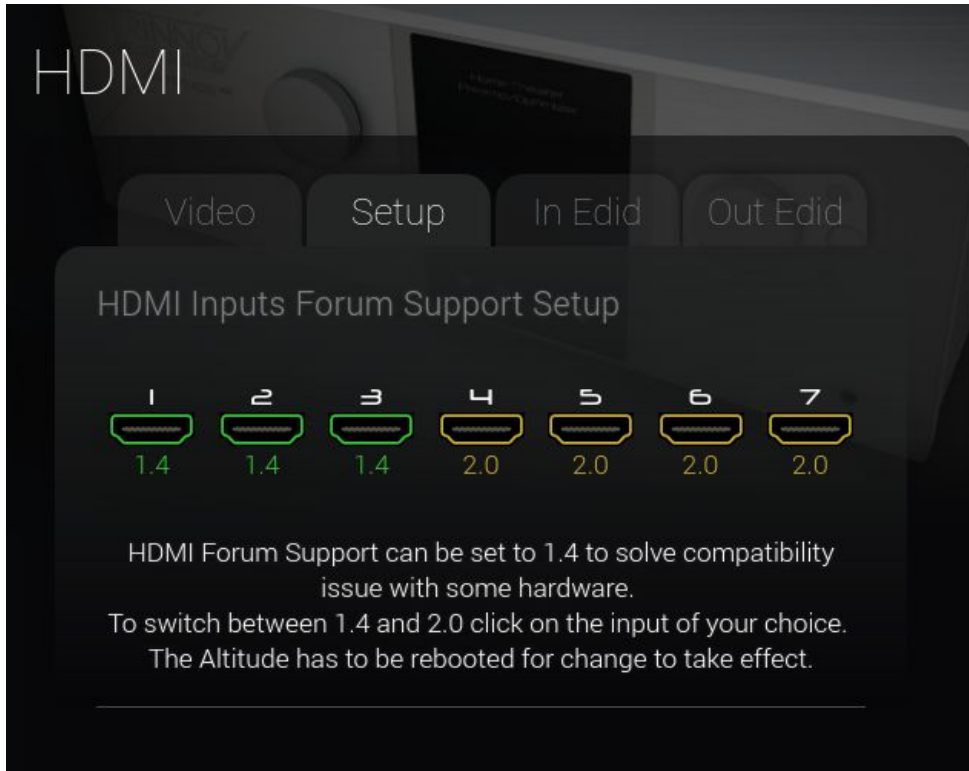 HDMI
Video Setup In Edid Out Edid
HDMI Inputs Forum Support Setup
1 2 3 4 5 6 7
1.4 1.4 1.4 2.0 2.0 2.0 2.0
HDMI Forum Support can be set to 1.4 to solve compatibility
issue with some hardware.
To switch between 1.4 and 2.0 click on the input of your choice.
The Altitude has to be rebooted for change to take effect.